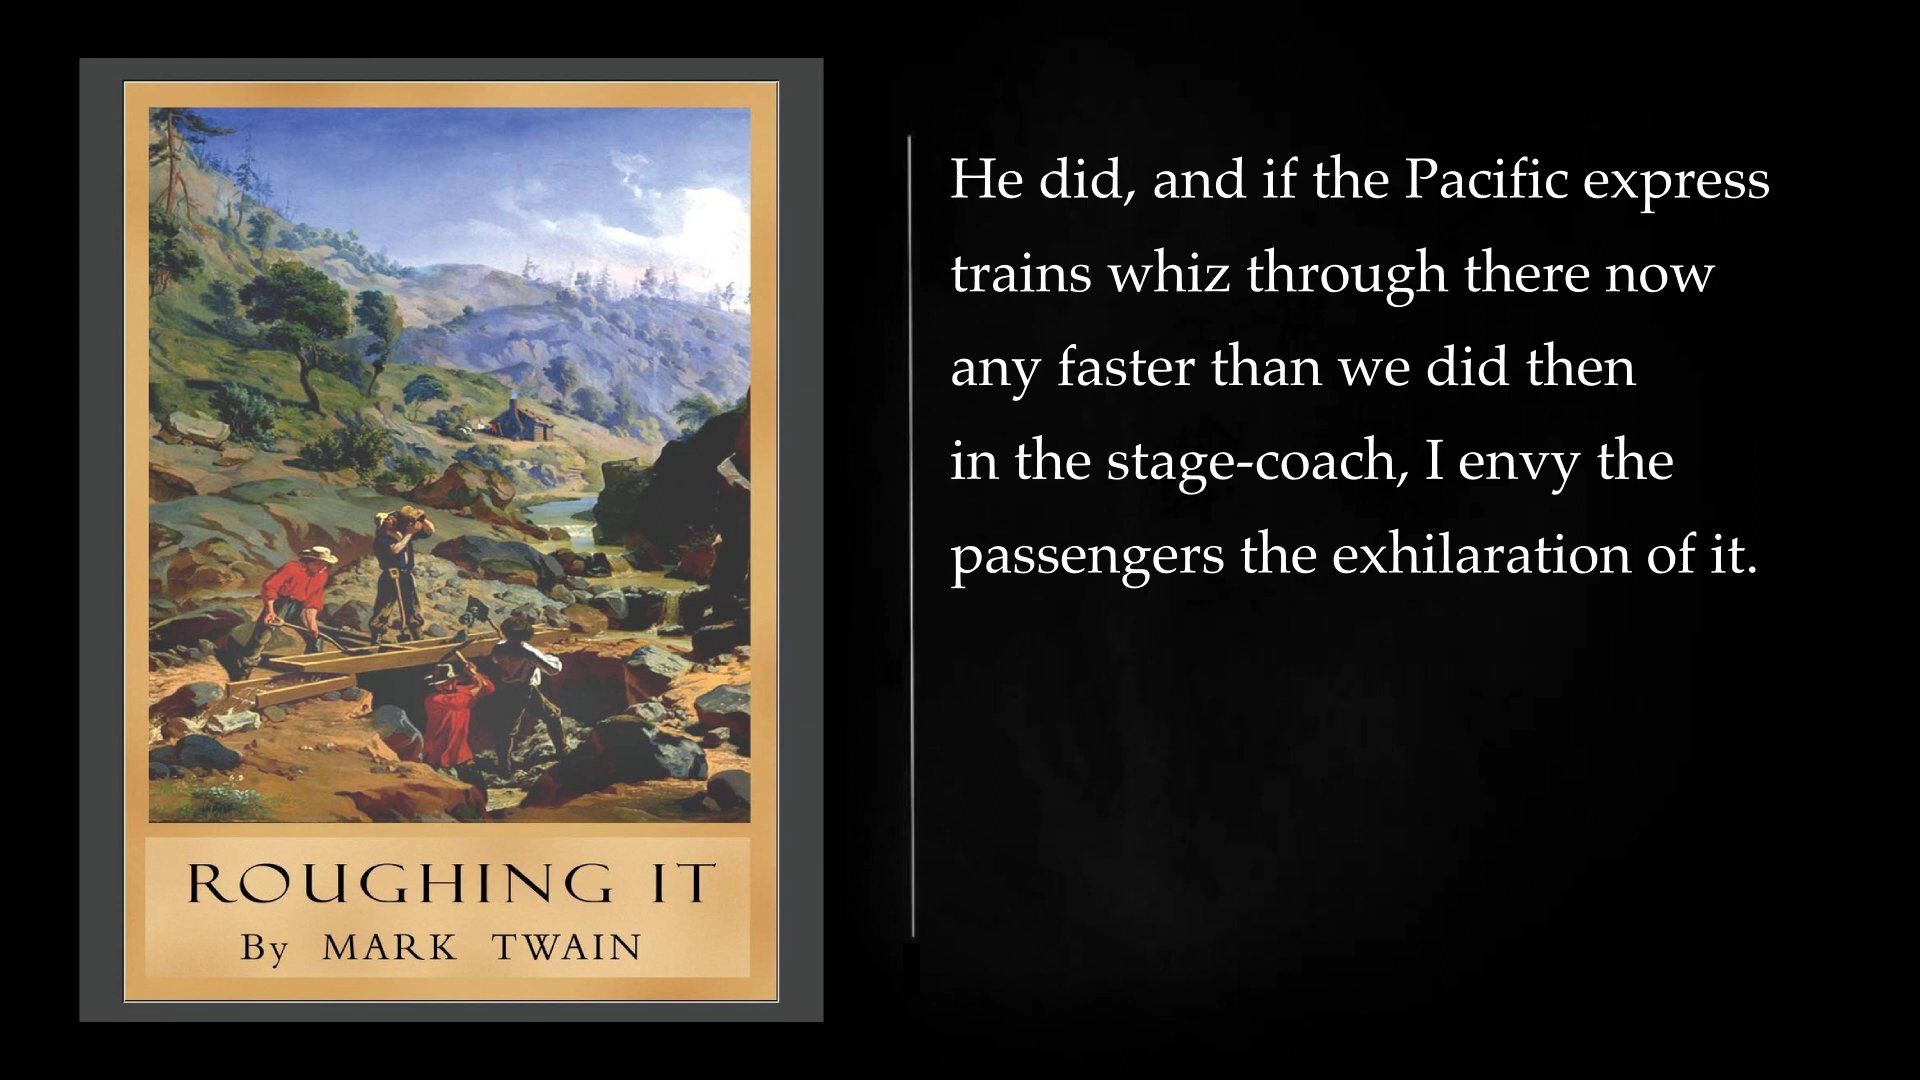 ROUGHING IT
By MARK TWAIN
He did, and if the Pacific express
trains whiz through there now
any faster than we did then
in the stage-coach, I envy the
passengers the exhilaration of it.